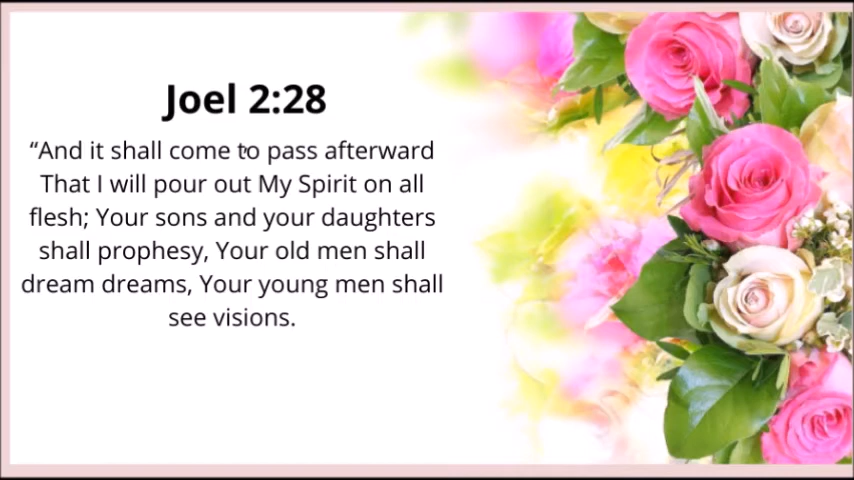 Joel 2:28
“And it shall come to pass afterward
That I will pour out My Spirit on all
flesh; Your sons and your daughters
shall prophesy, Your old men shall
dream dreams, Your young men shall
see visions.